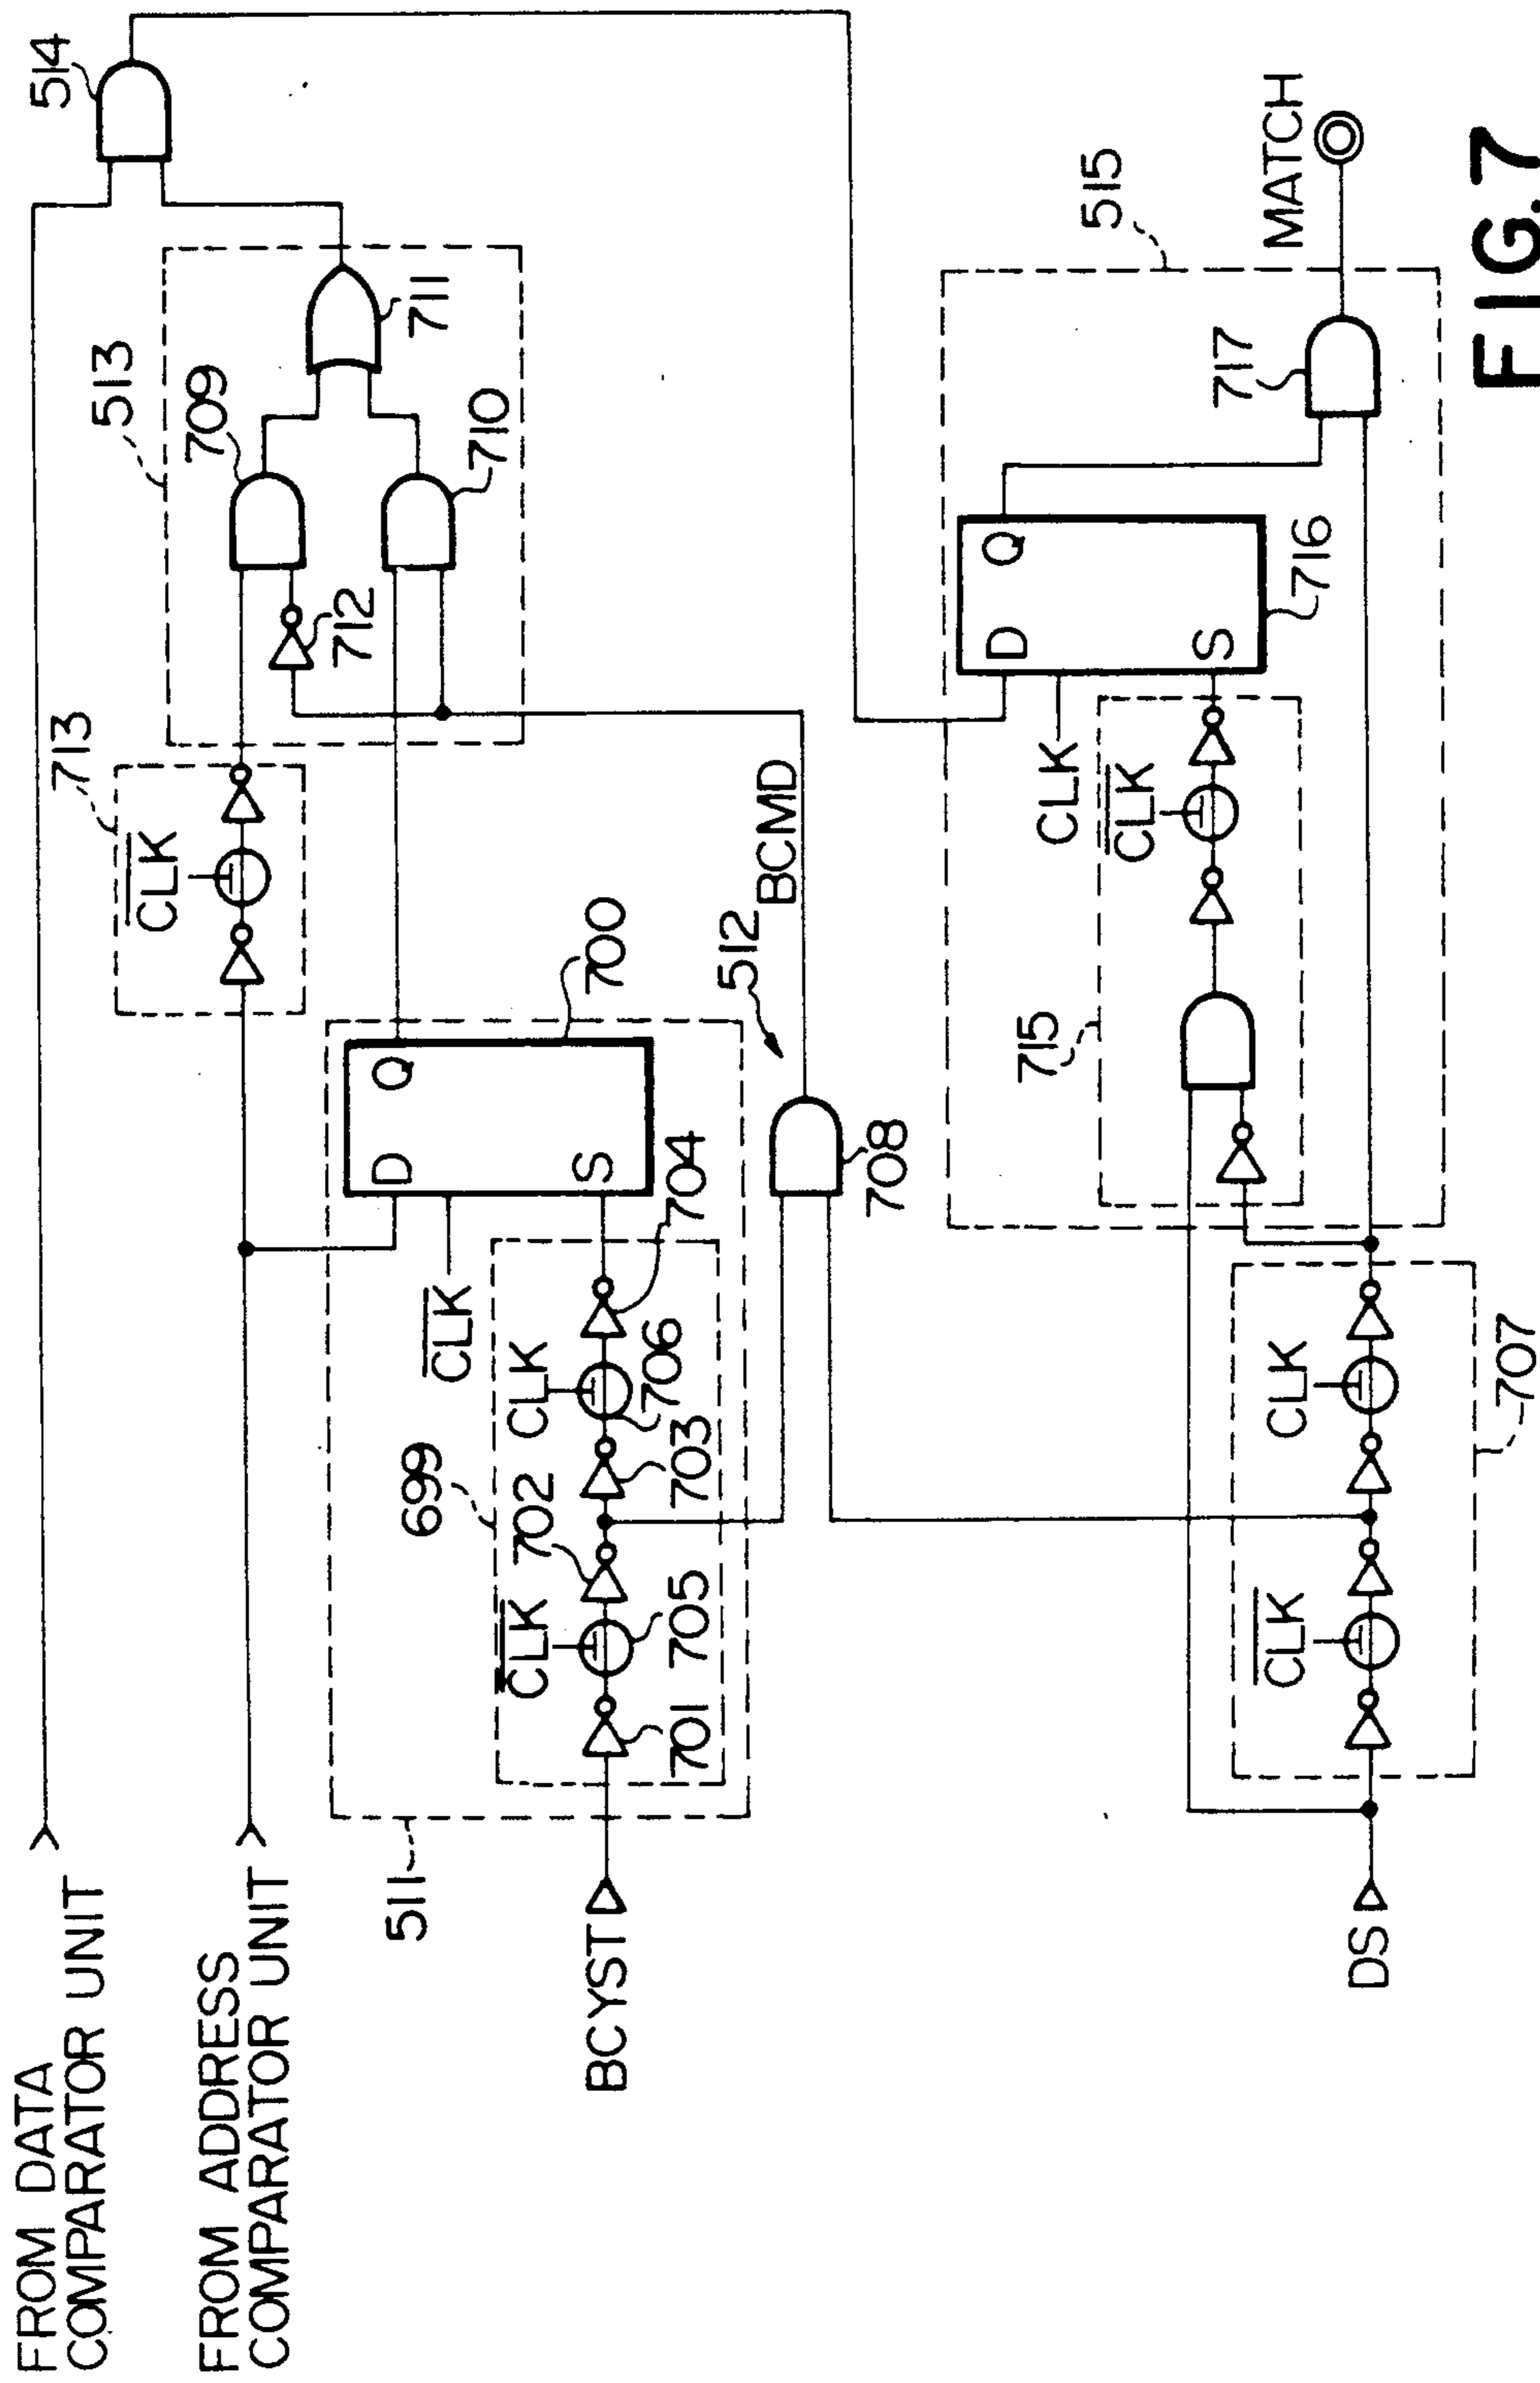 FROM DATA
COMPARATOR UNIT
514
FROM ADDRESS
COMPARATOR UNIT
713
CLK
513
709
712
710
711
511
BCYST
699
701
CLK
705
702
703
CLK
706
704
CLK
D
S
Q
700
512
708
BCMD
DS
CLK
CLK
707
715
CLK
CLK
D
S
Q
716
515
717
MATCH
FIG.7